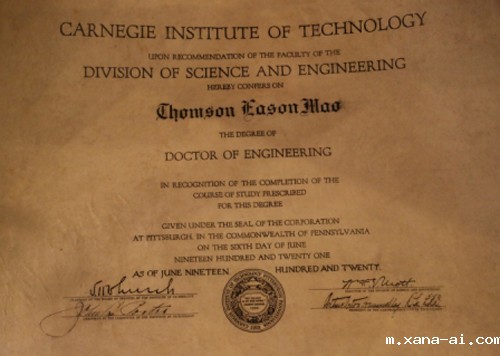 CARNEGIE INSTITUTE OF TECHNOLOGY
UPON RECOMMENDATION OF THE FACULTY OF THE
DIVISION OF SCIENCE AND ENGINEERING
HEREBY CONFERS ON
Thomson Eason Mao
THE DEGREE OF
DOCTOR OF ENGINEERING
IN RECOGNITION OF THE COMPLETION OF THE
COURSE OF STUDY PRESCRIBED
FOR THIS DEGREE
GIVEN UNDER THE SEAL OF THE CORPORATION
AT PITTSBURGH, IN THE COMMONWEALTH OF PENNSYLVANIA
ON THE SIXTH DAY OF JUNE
NINETEEN HUNDRED AND TWENTY ONE
AS OF JUNE NINETEEN HUNDRED AND TWENTY.
m.xana-ai.com